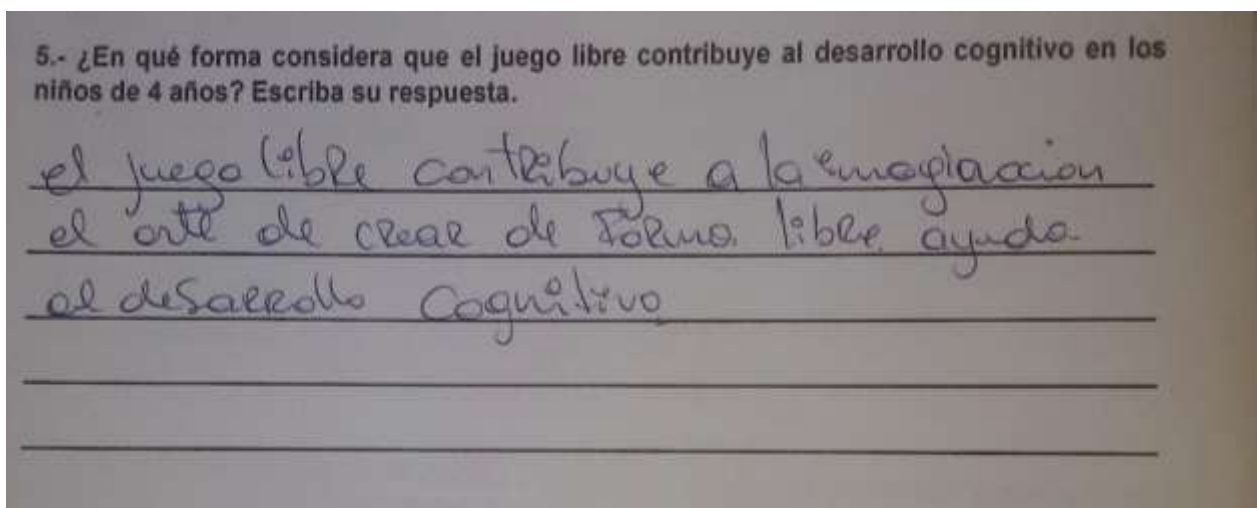 5.- ¿En qué forma considera que el juego libre contribuye al desarrollo cognitivo en los
niños de 4 años? Escriba su respuesta.
el juego libre contribuye a la emagiaccion
el arte de crear de forma libre ayuda
al desarrollo cognitivo